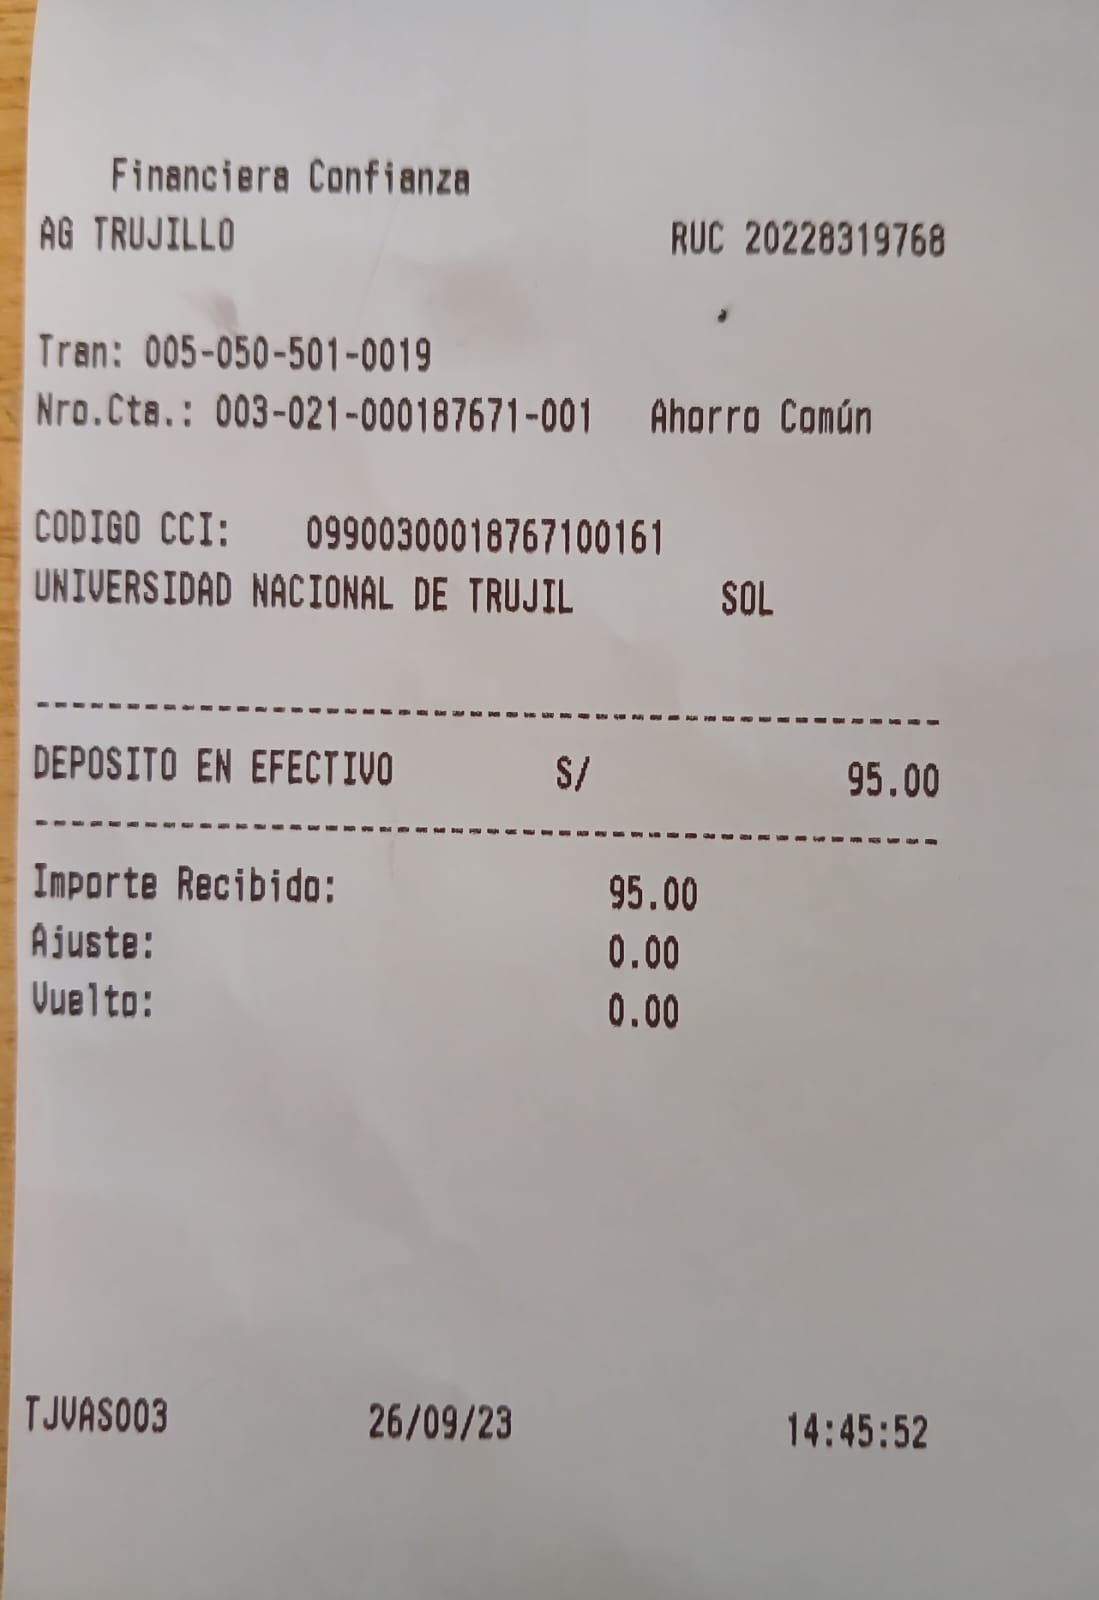 Financiera Confianza
AG TRUJILLO RUC 20228319768
Tran: 005-050-501-0019
Nro.Cta.: 003-021-000187671-001 Ahorro Común
CODIGO CCI: 09900300018767100161
UNIVERSIDAD NACIONAL DE TRUJIL SOL
DEPOSITO EN EFECTIVO S/ 95.00
Importe Recibido: 95.00
Ajuste: 0.00
Vuelto: 0.00
TJVAS003 26/09/23 14:45:52